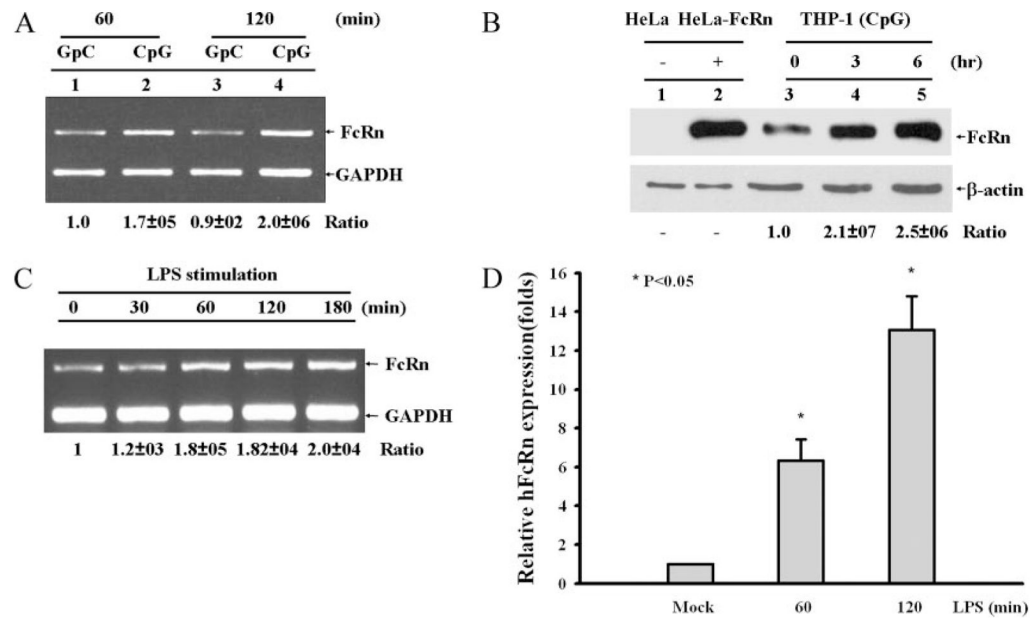 A
60 120 (min)
GpC CpG GpC CpG
1 2 3 4
FcRn
GAPDH
1.0 1.7±05 0.9±02 2.0±06 Ratio
B
HeLa HeLa-FcRn THP-1 (CpG)
- + 0 3 6 (hr)
1 2 3 4 5
FcRn
β-actin
- - 1.0 2.1±07 2.5±06 Ratio
C
LPS stimulation
0 30 60 120 180 (min)
FcRn
GAPDH
1 1.2±03 1.8±05 1.82±04 2.0±04 Ratio
D
Relative hFcRn expression(folds)
16
14
12
10
8
6
4
2
0
* P<0.05
*
*
Mock 60 120 LPS (min)